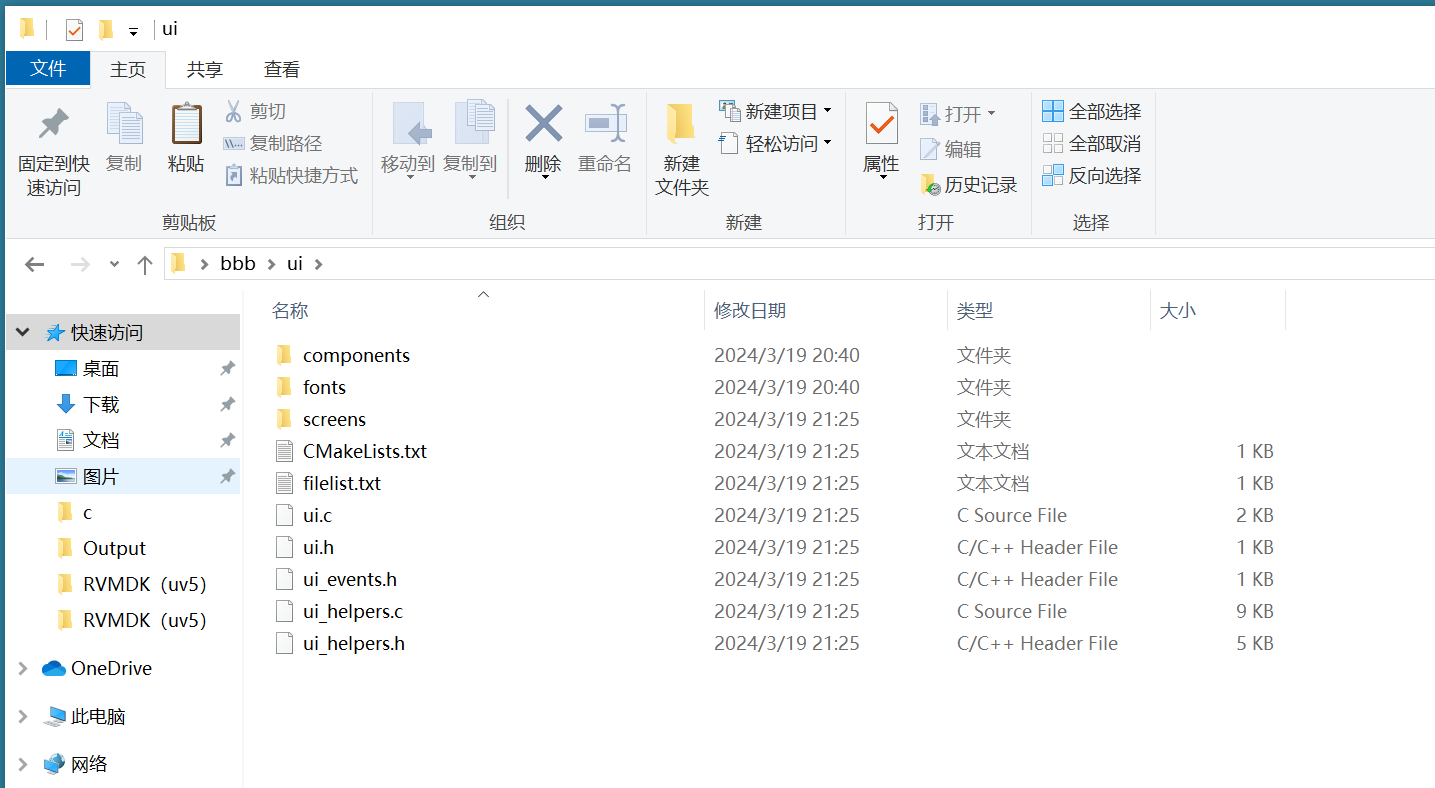 ui
文件 主页 共享 查看
固定到快速访问
复制
粘贴
剪切
复制路径
粘贴快捷方式
剪贴板
移动到
复制到
删除
重命名
组织
新建
文件夹
新建项目
轻松访问
新建
属性
打开
编辑
历史记录
打开
全部选择
全部取消
反向选择
选择
bbb ui
快速访问
桌面
下载
文档
图片
c
Output
RVMDK（uv5）
RVMDK（uv5）
OneDrive
此电脑
网络
名称 修改日期 类型 大小
components 2024/3/19 20:40 文件夹
fonts 2024/3/19 20:40 文件夹
screens 2024/3/19 21:25 文件夹
CMakeLists.txt 2024/3/19 21:25 文本文档 1 KB
filelist.txt 2024/3/19 21:25 文本文档 1 KB
ui.c 2024/3/19 21:25 C Source File 2 KB
ui.h 2024/3/19 21:25 C/C++ Header File 1 KB
ui_events.h 2024/3/19 21:25 C/C++ Header File 1 KB
ui_helpers.c 2024/3/19 21:25 C Source File 9 KB
ui_helpers.h 2024/3/19 21:25 C/C++ Header File 5 KB